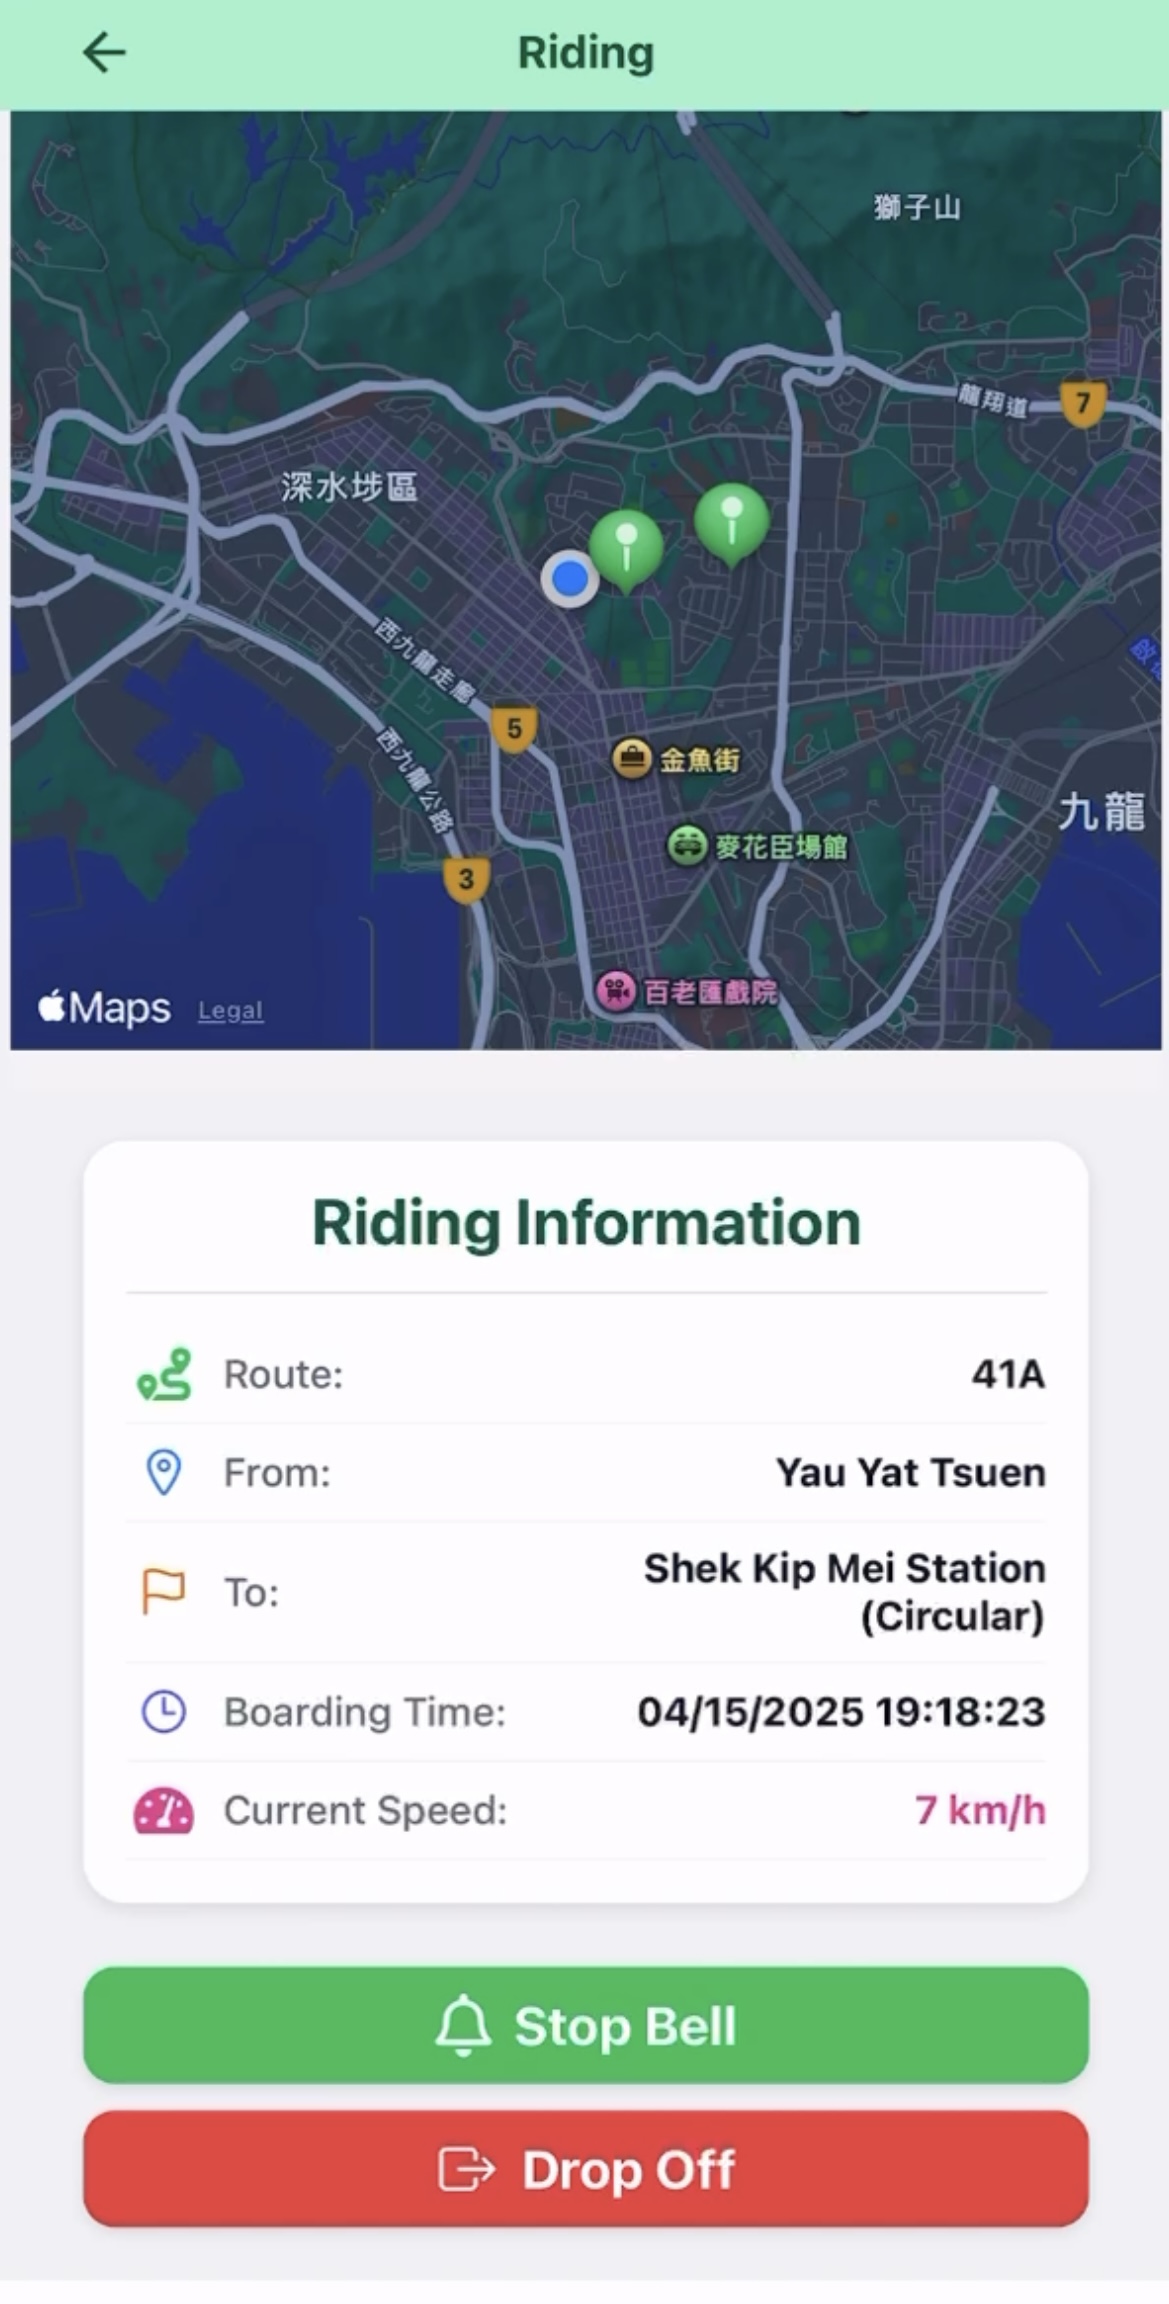 Riding
獅子山
龍翔道
7
深水埗區
西九龍走廊
5
西九龍公路
金魚街
麥花臣場館
九龍
3
百老匯戲院
Maps Legal
Riding Information
Route: 41A
From: Yau Yat Tsuen
To: Shek Kip Mei Station
(Circular)
Boarding Time: 04/15/2025 19:18:23
Current Speed: 7 km/h
Stop Bell
Drop Off